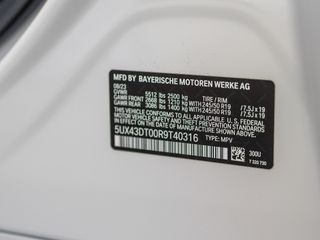 MFD BY BAYERISCHE MOTOREN WERKE AG
08/23
GVWR 5512 lbs 2500 kg TIRE / RIM
GAWR FRONT 2668 lbs 1210 kg WITH 245/50 R19 / 7.5J x 19
GAWR REAR 3086 lbs 1400 kg WITH 245/50 R19 / 7.5J x 19
THIS VEHICLE CONFORMS TO ALL APPLICABLE
U.S. FEDERAL MOTOR VEHICLE SAFETY
STANDARDS IN EFFECT ON THE DATE OF
MANUFACTURE SHOWN ABOVE
5UX43DT00R9T40316 TYPE: MPV
300U